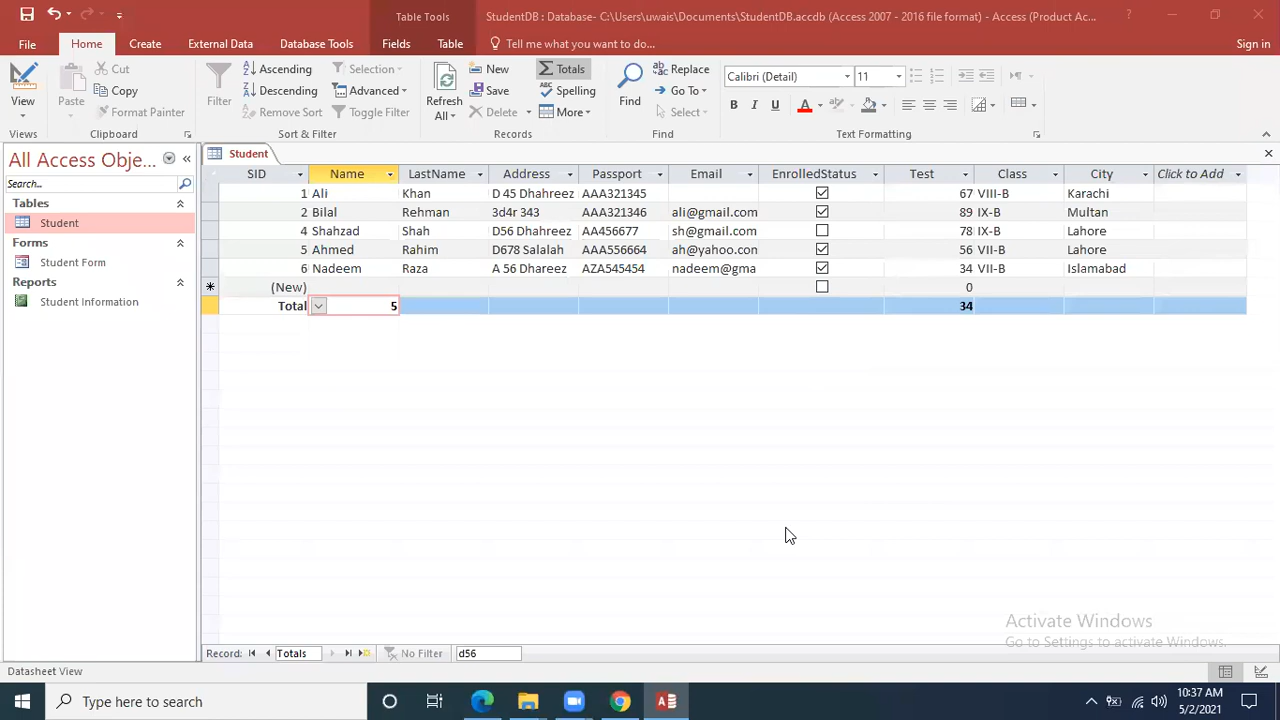 Table Tools
StudentDB : Database- C:\Users\uwais\Documents\StudentDB.accdb (Access 2007 - 2016 file format) - Access (Product Ac...
?
File Home Create External Data Database Tools Fields Table Tell me what you want to do... Sign in
View
Views
Paste
Cut
Copy
Format Painter
Clipboard
Filter
Ascending
Descending
Remove Sort
Selection
Advanced
Toggle Filter
Sort & Filter
Refresh
All
New
Save
Delete
Totals
Spelling
More
Records
Find
Replace
Go To
Select
Find
Calibri (Detail) 11
B I U A
Text Formatting
All Access Obje...
Search...
Tables
Student
Forms
Student Form
Reports
Student Information
Student
SID Name LastName Address Passport Email EnrolledStatus Test Class City Click to Add
1 Ali Khan D 45 Dhahreez AAA321345 67 VIII-B Karachi
2 Bilal Rehman 3d4r 343 AAA321346 ali@gmail.com 89 IX-B Multan
4 Shahzad Shah D56 Dhahreez AA456677 sh@gmail.com 78 IX-B Lahore
5 Ahmed Rahim D678 Salalah AAA556664 ah@yahoo.con 56 VII-B Lahore
6 Nadeem Raza A 56 Dhareez AZA545454 nadeem@gma 34 VII-B Islamabad
(New) 0
Total 5 34
Activate Windows
Go to Settings to activate Windows.
Record: Totals No Filter d56
Datasheet View
Type here to search
10:37 AM
5/2/2021